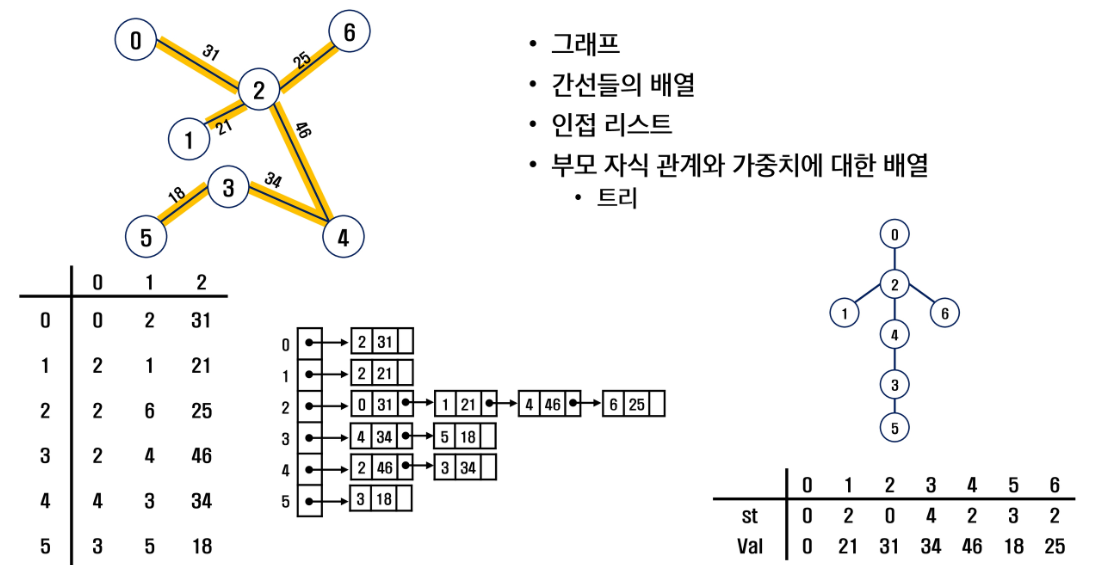 0
6
31
25
2
21
1
46
3
34
18
5
4
• 그래프
• 간선들의 배열
• 인접 리스트
• 부모 자식 관계와 가중치에 대한 배열
• 트리
0 1 2
0 0 2 31
1 2 1 21
2 2 6 25
3 2 4 46
4 4 3 34
5 3 5 18
0 2 31
1 2 21
2 0 31 1 21 4 46 6 25
3 4 34 5 18
4 2 46 3 34
5 3 18
0
2
1 6
4
3
5
0 1 2 3 4 5 6
st 0 2 0 4 2 3 2
Val 0 21 31 34 46 18 25